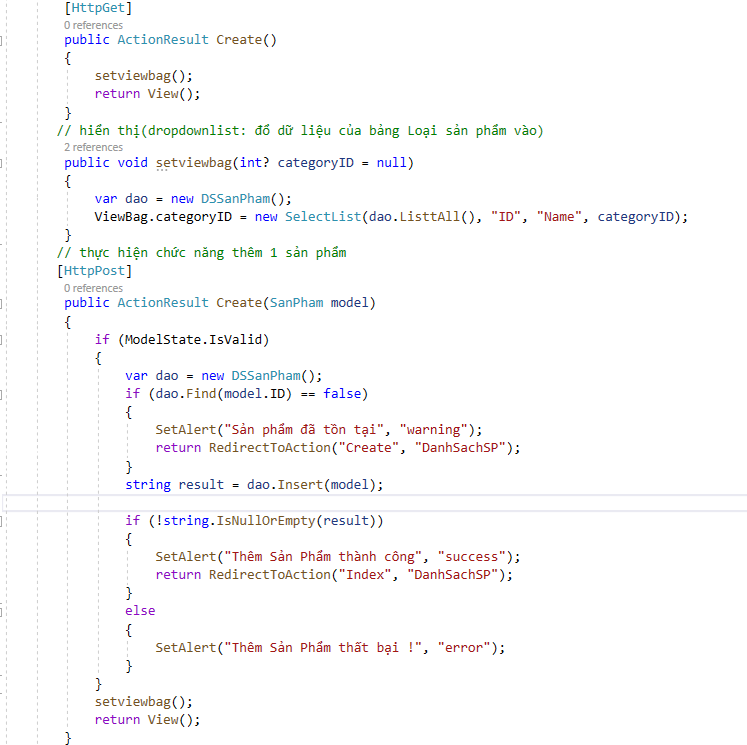 [HttpGet]
0 references
public ActionResult Create()
{
setviewbag();
return View();
}
// hiển thị(dropdownlist: đổ dữ liệu của bảng Loại sản phẩm vào)
2 references
public void setviewbag(int? categoryID = null)
{
var dao = new DSSanPham();
ViewBag.categoryID = new SelectList(dao.ListtAll(), "ID", "Name", categoryID);
}
// thực hiện chức năng thêm 1 sản phẩm
[HttpPost]
0 references
public ActionResult Create(SanPham model)
{
if (ModelState.IsValid)
{
var dao = new DSSanPham();
if (dao.Find(model.ID) == false)
{
SetAlert("Sản phẩm đã tồn tại", "warning");
return RedirectToAction("Create", "DanhSachSP");
}
string result = dao.Insert(model);
if (!string.IsNullOrEmpty(result))
{
SetAlert("Thêm Sản Phẩm thành công", "success");
return RedirectToAction("Index", "DanhSachSP");
}
else
{
SetAlert("Thêm Sản Phẩm thất bại !", "error");
}
}
setviewbag();
return View();
}